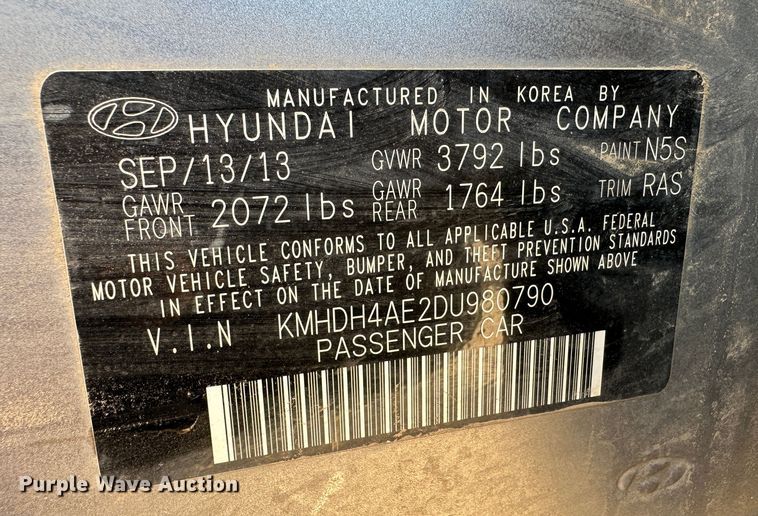 MANUFACTURED IN KOREA BY
HYUNDAI MOTOR COMPANY
SEP/13/13 GVWR 3792 lbs PAINT N5S
GAWR FRONT 2072 lbs GAWR REAR 1764 lbs TRIM RAS
THIS VEHICLE CONFORMS TO ALL APPLICABLE U.S.A. FEDERAL
MOTOR VEHICLE SAFETY, BUMPER, AND THEFT PREVENTION STANDARDS
IN EFFECT ON THE DATE OF MANUFACTURE SHOWN ABOVE
V.I.N KMHDH4AE2DU980790
PASSENGER CAR
Purple Wave Auction